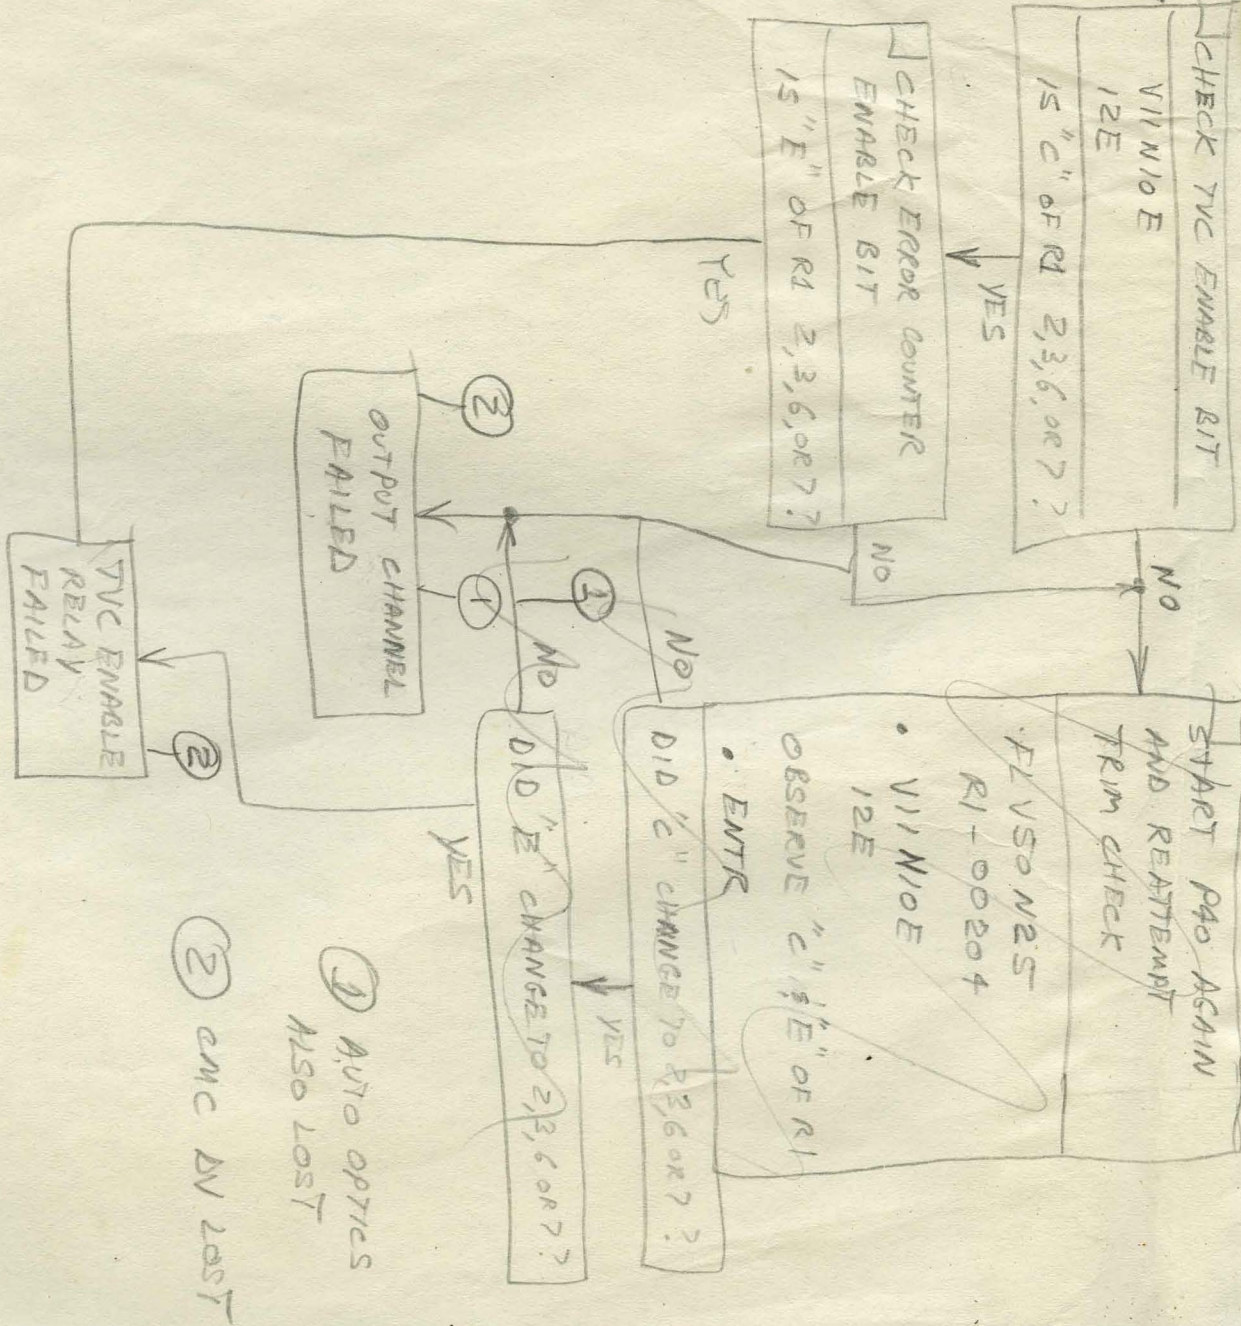 CHECK TVC ENABLE BIT
V11N10E
12E
IS "C" OF R1 2,3,6,OR 7?
YES
NO
CHECK ERROR COUNTER
ENABLE BIT
IS "E" OF R1 2,3,6,OR 7?
YES
NO
START P40 AGAIN
AND REATTEMPT
TRIM CHECK
·FL V50 N25
R1-00204
• V11 N10E
12E
OBSERVE "C" & "E" OF R1
• ENTR
DID "C" CHANGE TO 2,3,6 OR 7?
NO
YES
DID "E" CHANGE TO 2,3,6 OR 7?
NO
YES
1
2
1
OUTPUT CHANNEL
FAILED
2
TVC ENABLE
RELAY
FAILED
1 AUTO OPTICS
ALSO LOST
2 CMC ΔV LOST